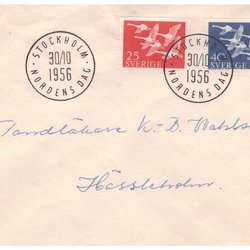 STOCKHOLM
30/10
1956
NORDENS DAG
25
SVERIGE
40
SVERIGE
STOCKHOLM
30/10
1956
NORDENS DAG
Tandläkare K-B.
Hässleholm.